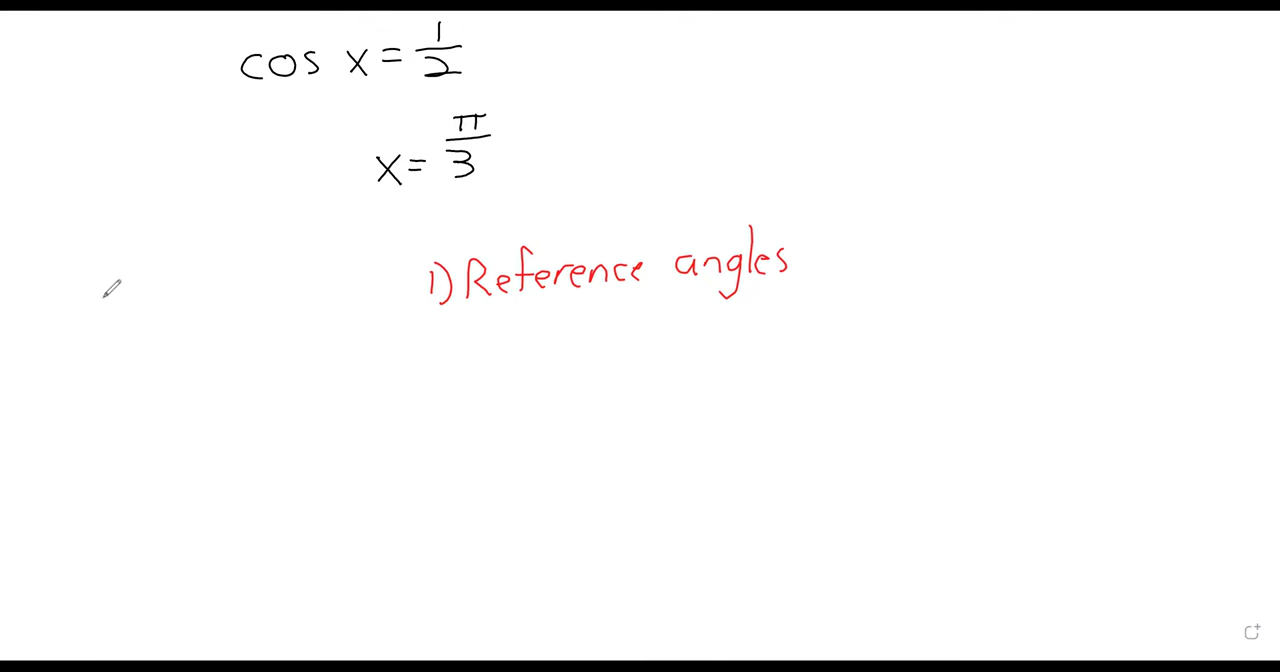 cos x = 1/2
x = π/3
1) Reference angles